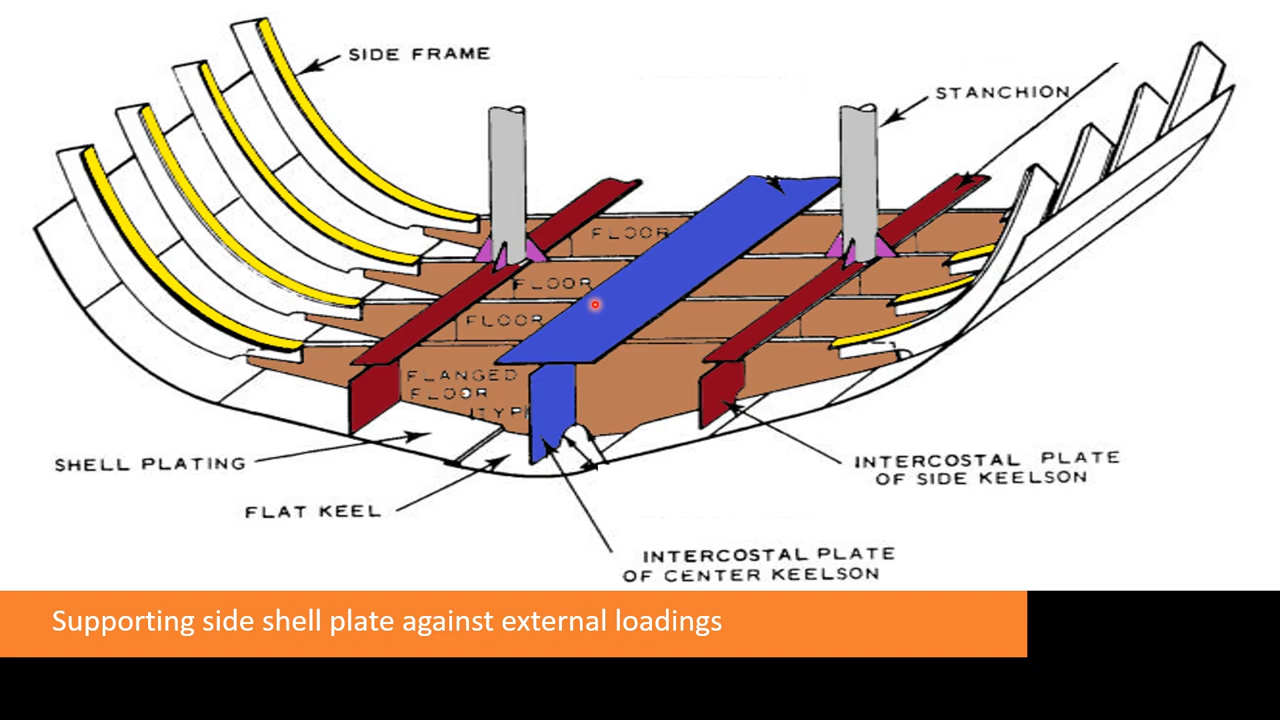 SIDE FRAME
STANCHION
FLOOR
FLOOR
FLOOR
FLANGED
FLOOR
SHELL PLATING
FLAT KEEL
INTERCOSTAL PLATE
OF SIDE KEELSON
INTERCOSTAL PLATE
OF CENTER KEELSON
Supporting side shell plate against external loadings